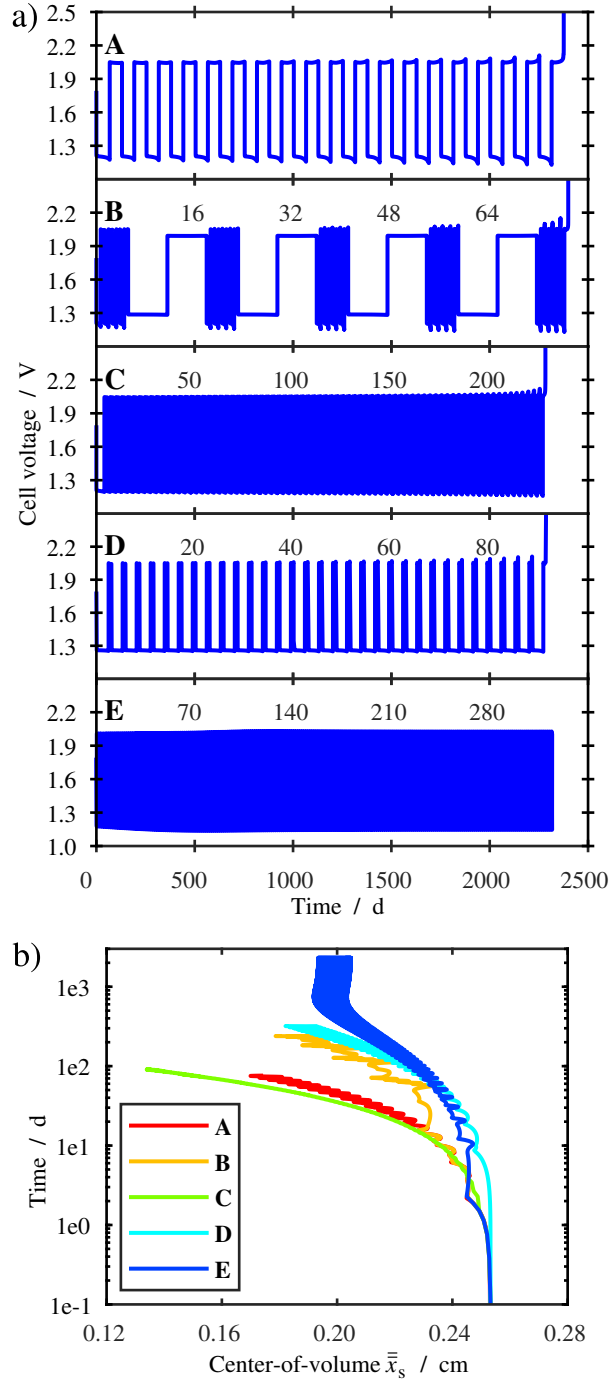 a)
2.5
2.1
1.9
1.6
1.3
A
2.2
1.9
1.6
1.3
B 16 32 48 64
2.2
1.9
1.6
1.3
C 50 100 150 200
2.2
1.9
1.6
1.3
D 20 40 60 80
2.2
1.9
1.6
1.3
1.0
E 70 140 210 280
Cell voltage / V
0 500 1000 1500 2000 2500
Time / d
b)
1e3
1e2
1e1
1e0
1e-1
Time / d
A
B
C
D
E
0.12 0.16 0.20 0.24 0.28
Center-of-volume x̿s / cm